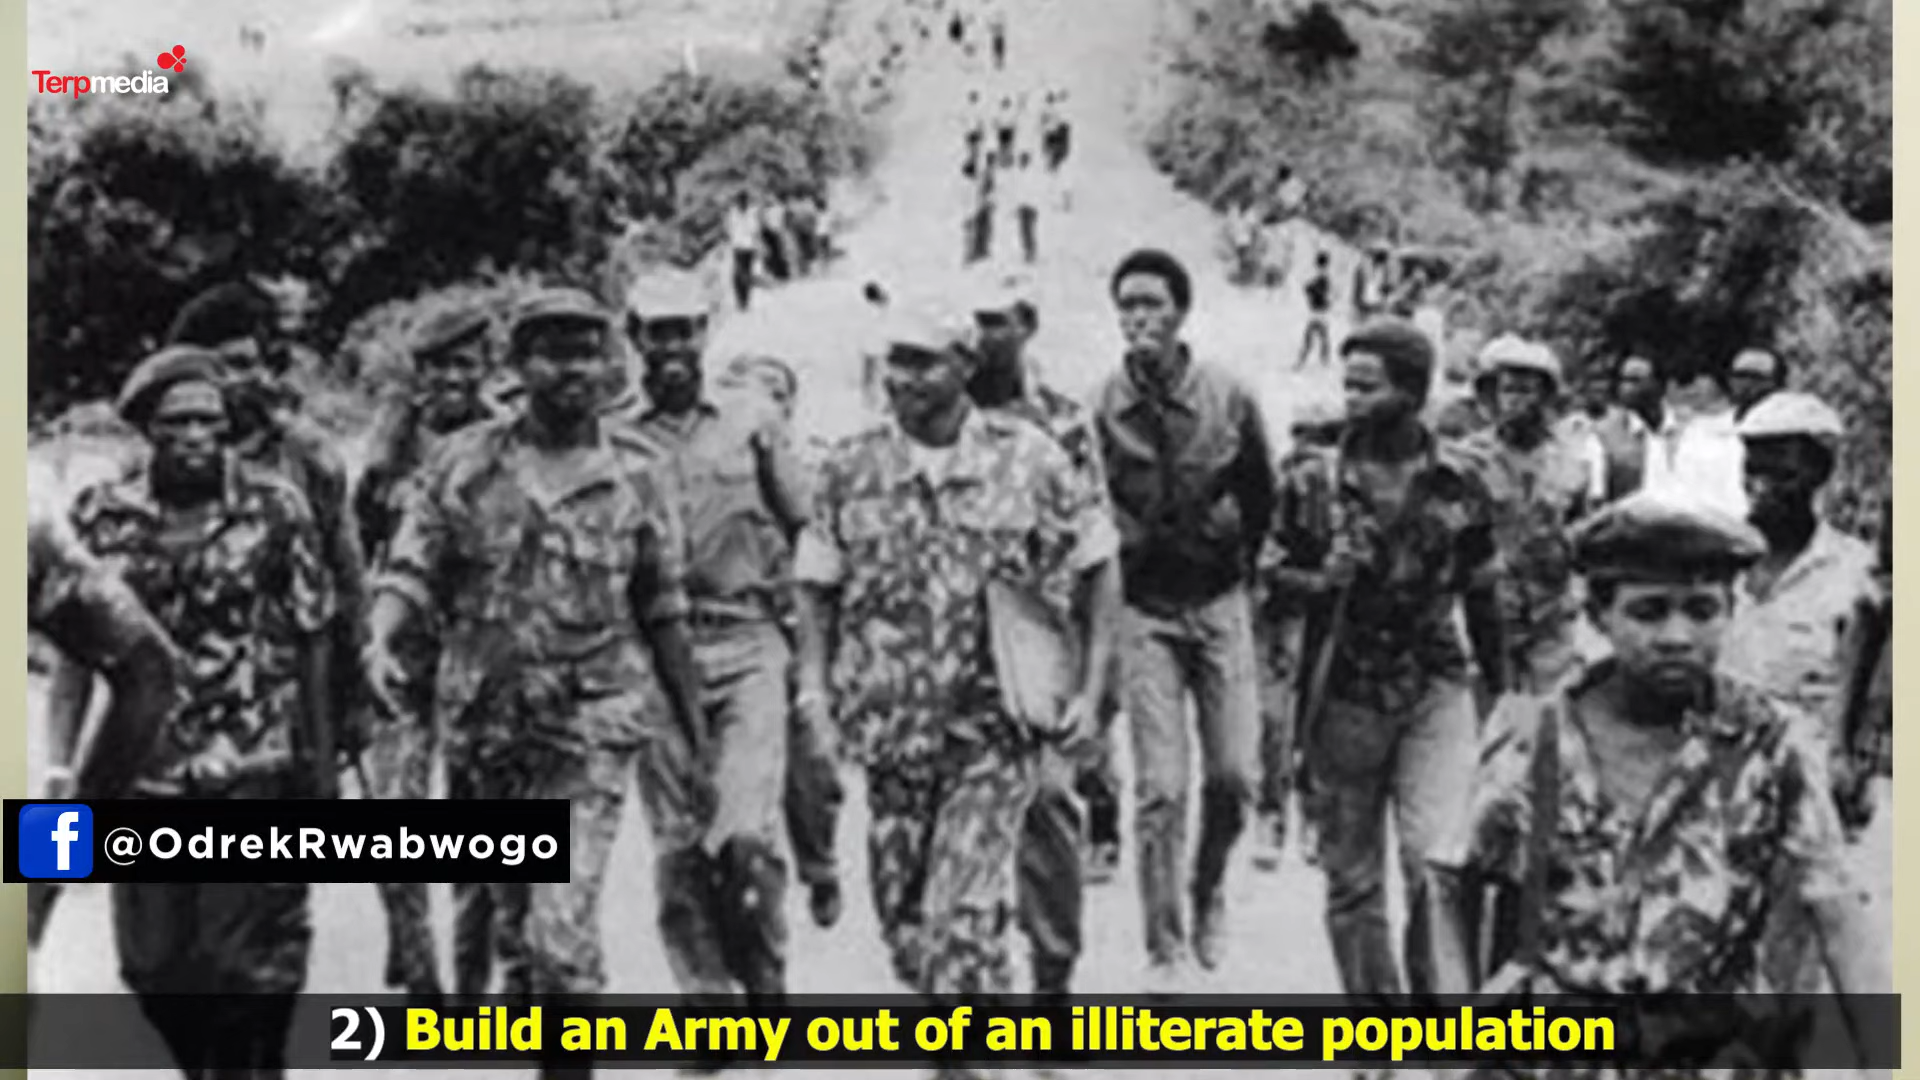 Terpmedia
@OdrekRwabwogo
2) Build an Army out of an illiterate population